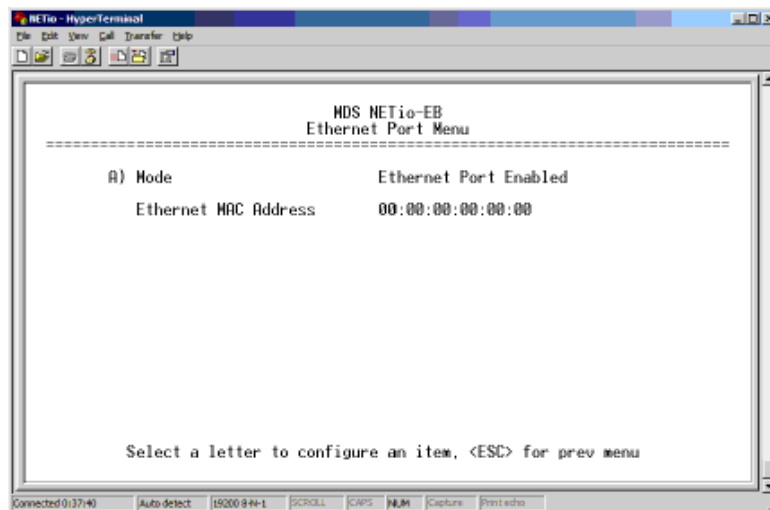 NETio - HyperTerminal
File Edit View Call Transfer Help
MDS NETio-EB
Ethernet Port Menu
==============================================================================
A) Mode Ethernet Port Enabled
Ethernet MAC Address 00:00:00:00:00:00
Select a letter to configure an item, <ESC> for prev menu
Connected 0:37:40 Auto detect 19200 8-N-1 SCROLL CAPS NUM Capture Print echo